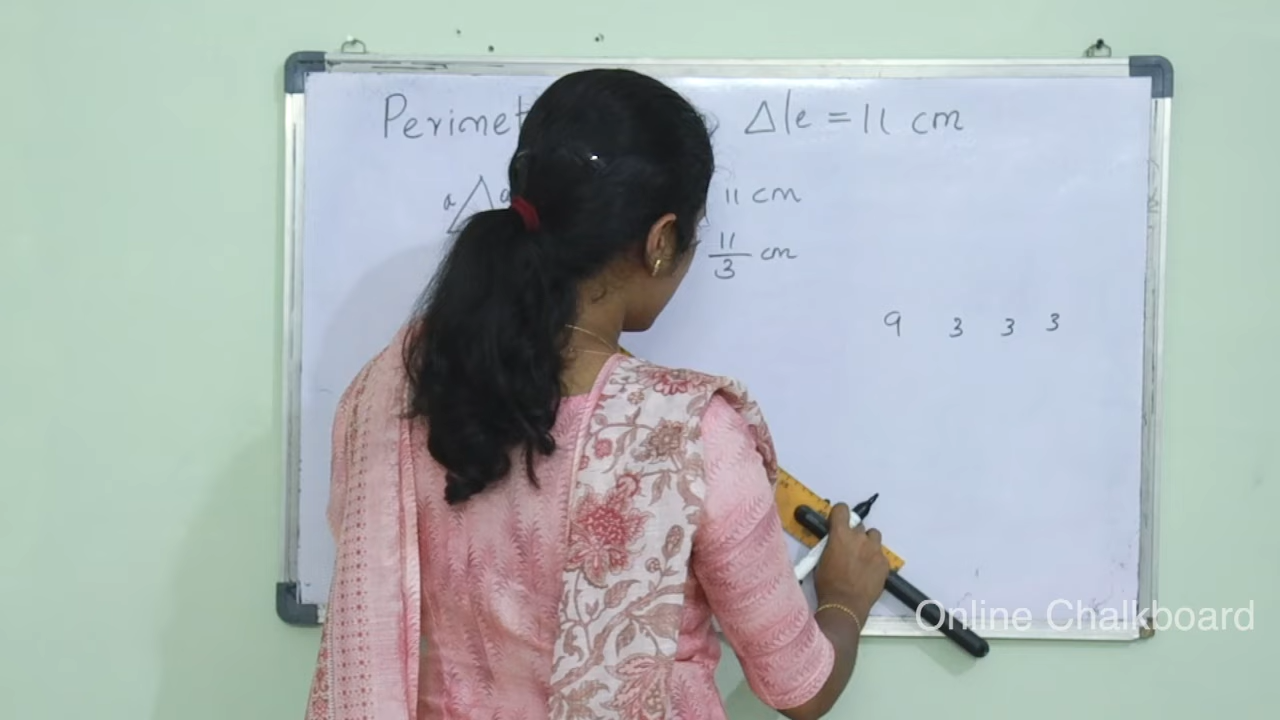 Perimet Δle = 11 cm
a a 11 cm
11/3 cm
9 3 3 3
Online Chalkboard